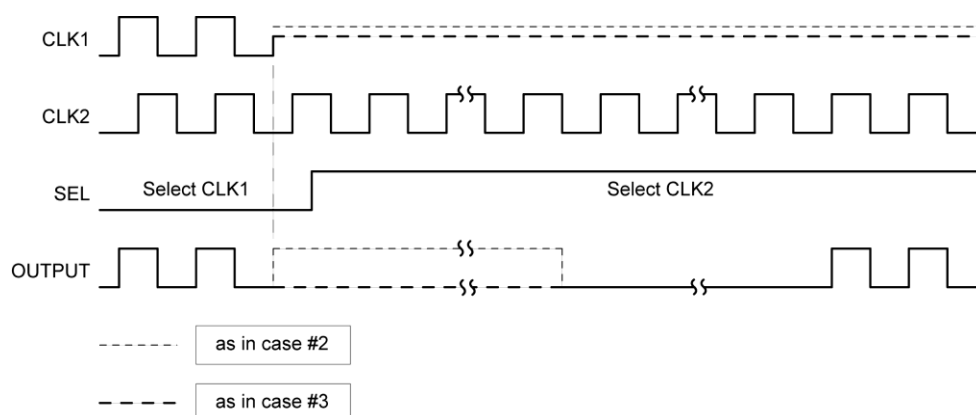 CLK1
CLK2
SEL
Select CLK1
Select CLK2
OUTPUT
as in case #2
as in case #3